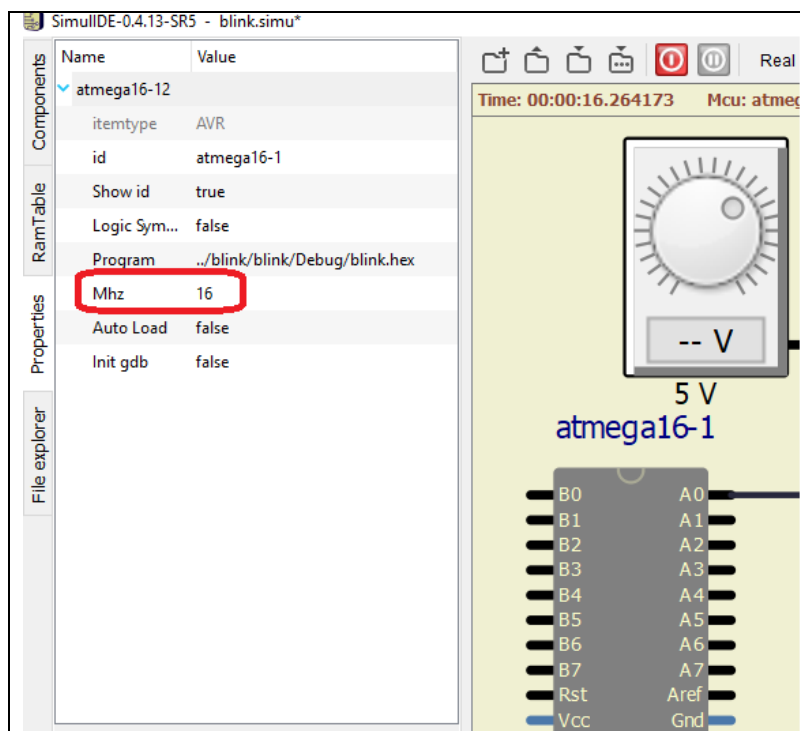 SimulIDE-0.4.13-SR5 - blink.simu*
Components
RamTable
Properties
File explorer
Name Value
atmega16-12
itemtype AVR
id atmega16-1
Show id true
Logic Sym... false
Program ../blink/blink/Debug/blink.hex
Mhz 16
Auto Load false
Init gdb false
Real
Time: 00:00:16.264173 Mcu: atmeg
-- V
5 V
atmega16-1
B0 A0
B1 A1
B2 A2
B3 A3
B4 A4
B5 A5
B6 A6
B7 A7
Rst Aref
Vcc Gnd